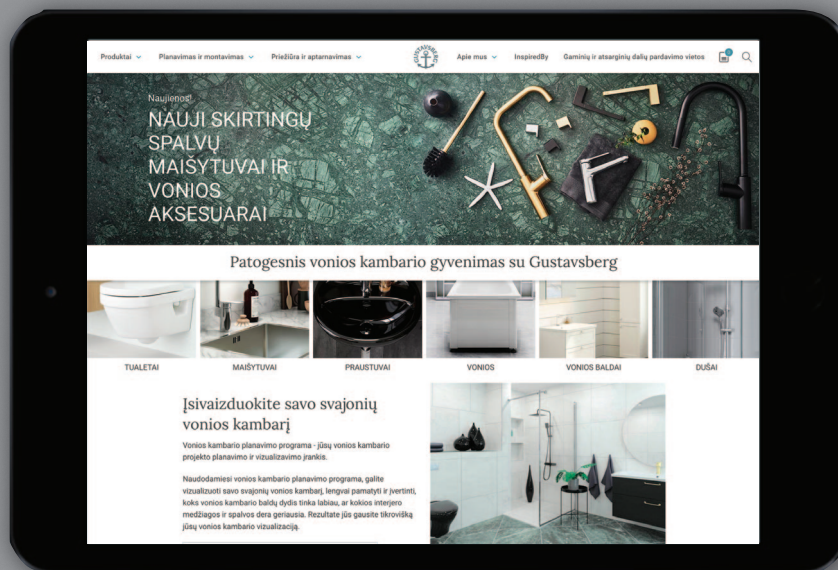 Produktai
Planavimas ir montavimas
Priežiūra ir aptarnavimas
GUSTAVSBERG
Apie mus
InspiredBy
Gaminių ir atsarginių dalių pardavimo vietos
Naujienos!
NAUJI SKIRTINGŲ
SPALVŲ
MAIŠYTUVAI IR
VONIOS
AKSESUARAI
Patogesnis vonios kambario gyvenimas su Gustavsberg
TUALETAI
MAIŠYTUVAI
PRAUSTUVAI
VONIOS
VONIOS BALDAI
DUŠAI
Įsivaizduokite savo svajonių
vonios kambarį
Vonios kambario planavimo programa - jūsų vonios kambario
projekto planavimo ir vizualizavimo įrankis.
Naudodamiesi vonios kambario planavimo programa, galite
vizualizuoti savo svajonių vonios kambarį, lengvai pamatyti ir įvertinti,
koks vonios kambario baldų dydis tinka labiau, ar kokios interjero
medžiagos ir spalvos dera geriausia. Rezultate jūs gausite tikrovišką
jūsų vonios kambario vizualizaciją.